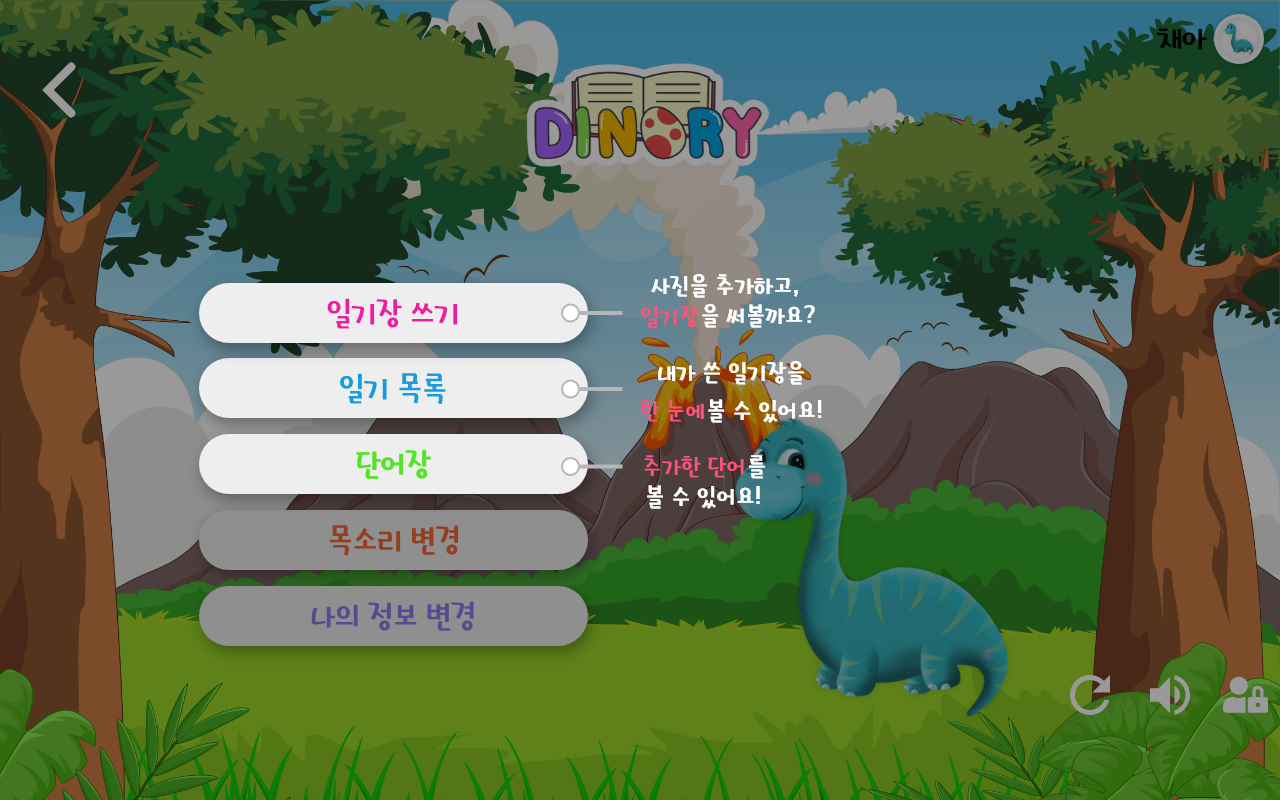 채아
DINORY
일기장 쓰기
사진을 추가하고,
일기장을 써볼까요?
일기 목록
내가 쓴 일기장을
한 눈에볼 수 있어요!
단어장
추가한 단어를
볼 수 있어요!
목소리 변경
나의 정보 변경